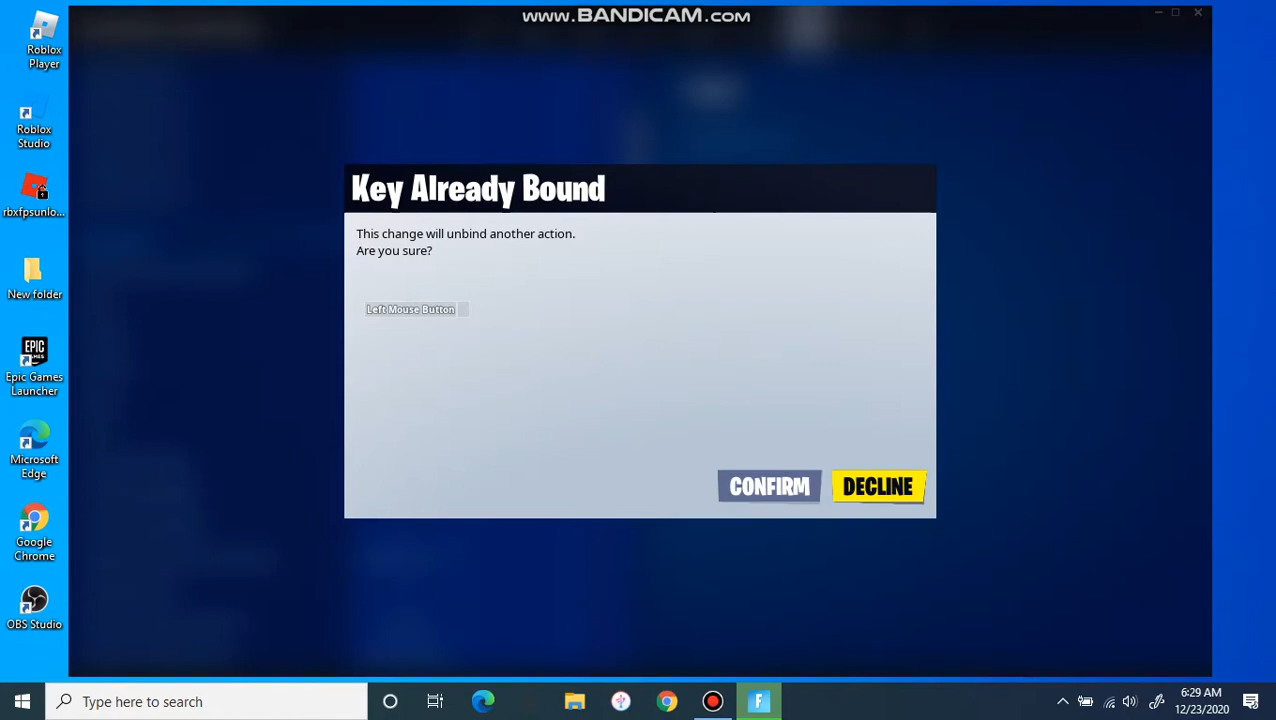 www.BANDICAM.com
Roblox
Player
Roblox
Studio
rbxfpsunlo...
New folder
EPIC
GAMES
Epic Games
Launcher
Microsoft
Edge
Google
Chrome
OBS Studio
Key Already Bound
This change will unbind another action.
Are you sure?
Left Mouse Button
CONFIRM
DECLINE
Type here to search
F
6:29 AM
12/23/2020